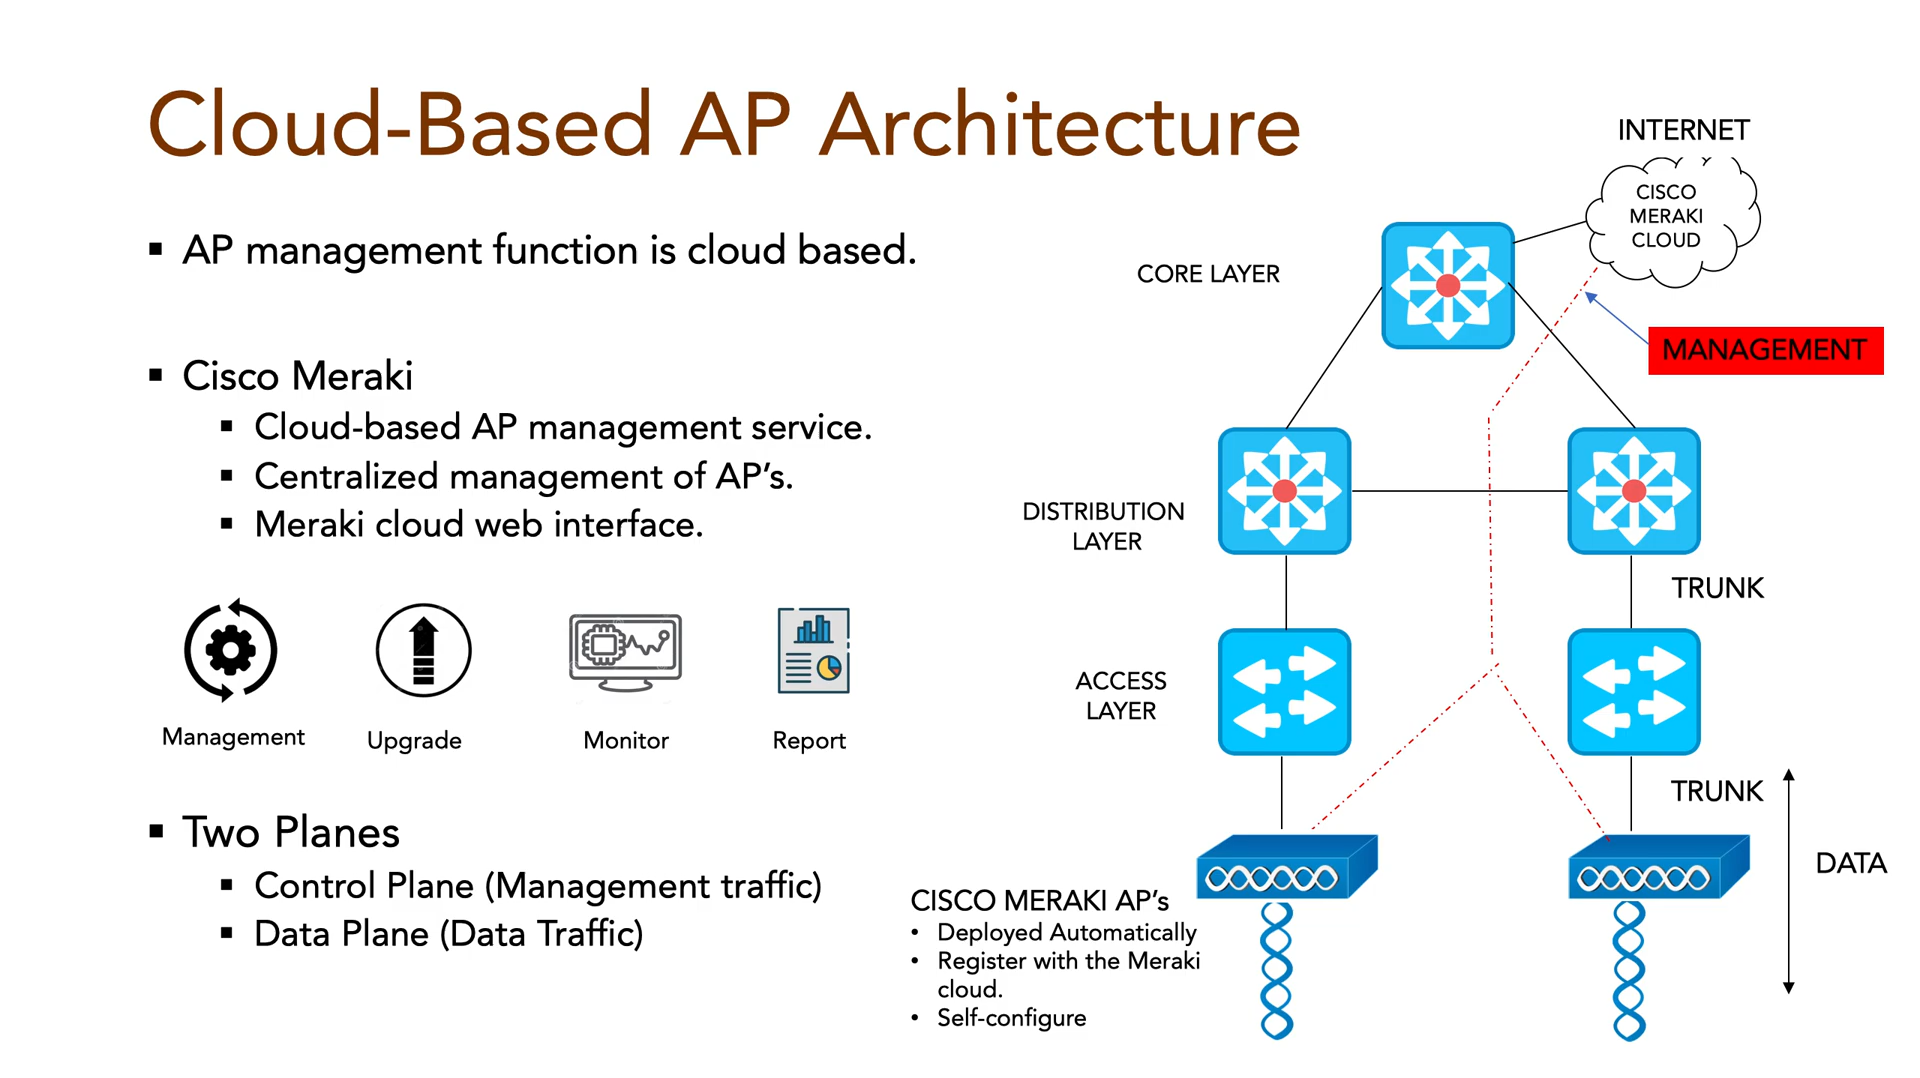 Cloud-Based AP Architecture
▪ AP management function is cloud based.
▪ Cisco Meraki
▪ Cloud-based AP management service.
▪ Centralized management of AP’s.
▪ Meraki cloud web interface.
Management
Upgrade
Monitor
Report
▪ Two Planes
▪ Control Plane (Management traffic)
▪ Data Plane (Data Traffic)
INTERNET
CISCO
MERAKI
CLOUD
CORE LAYER
MANAGEMENT
DISTRIBUTION
LAYER
TRUNK
ACCESS
LAYER
TRUNK
DATA
CISCO MERAKI AP’s
• Deployed Automatically
• Register with the Meraki
cloud.
• Self-configure